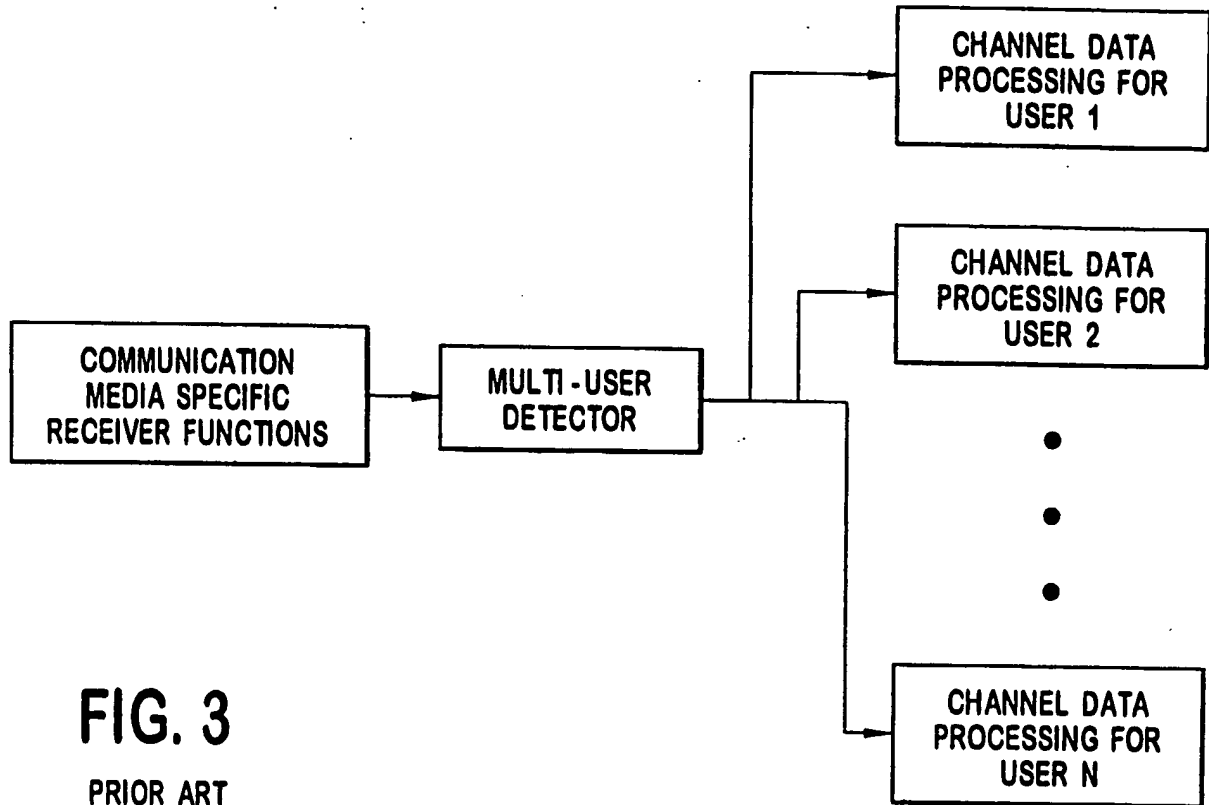 CHANNEL DATA
PROCESSING FOR
USER 1
CHANNEL DATA
PROCESSING FOR
USER 2
COMMUNICATION
MEDIA SPECIFIC
RECEIVER FUNCTIONS
MULTI-USER
DETECTOR
CHANNEL DATA
PROCESSING FOR
USER N
FIG. 3
PRIOR ART